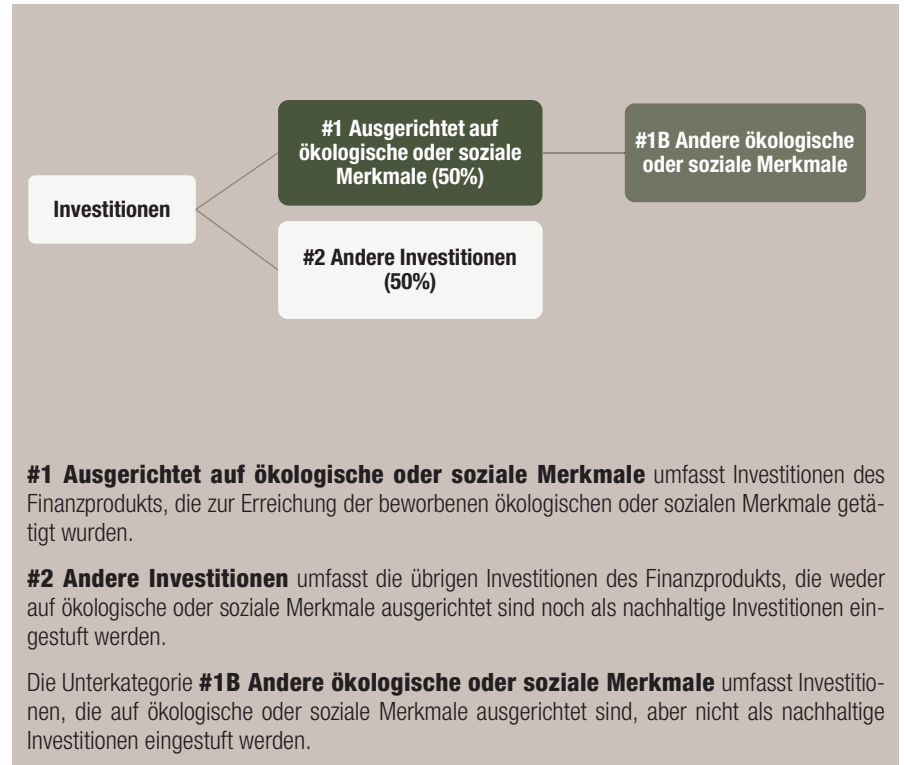 #1 Ausgerichtet auf
ökologische oder soziale
Merkmale (50%)
#1B Andere ökologische
oder soziale Merkmale
Investitionen
#2 Andere Investitionen
(50%)
#1 Ausgerichtet auf ökologische oder soziale Merkmale umfasst Investitionen des
Finanzprodukts, die zur Erreichung der beworbenen ökologischen oder sozialen Merkmale getä-
tigt wurden.
#2 Andere Investitionen umfasst die übrigen Investitionen des Finanzprodukts, die weder
auf ökologische oder soziale Merkmale ausgerichtet sind noch als nachhaltige Investitionen ein-
gestuft werden.
Die Unterkategorie #1B Andere ökologische oder soziale Merkmale umfasst Investitio-
nen, die auf ökologische oder soziale Merkmale ausgerichtet sind, aber nicht als nachhaltige
Investitionen eingestuft werden.